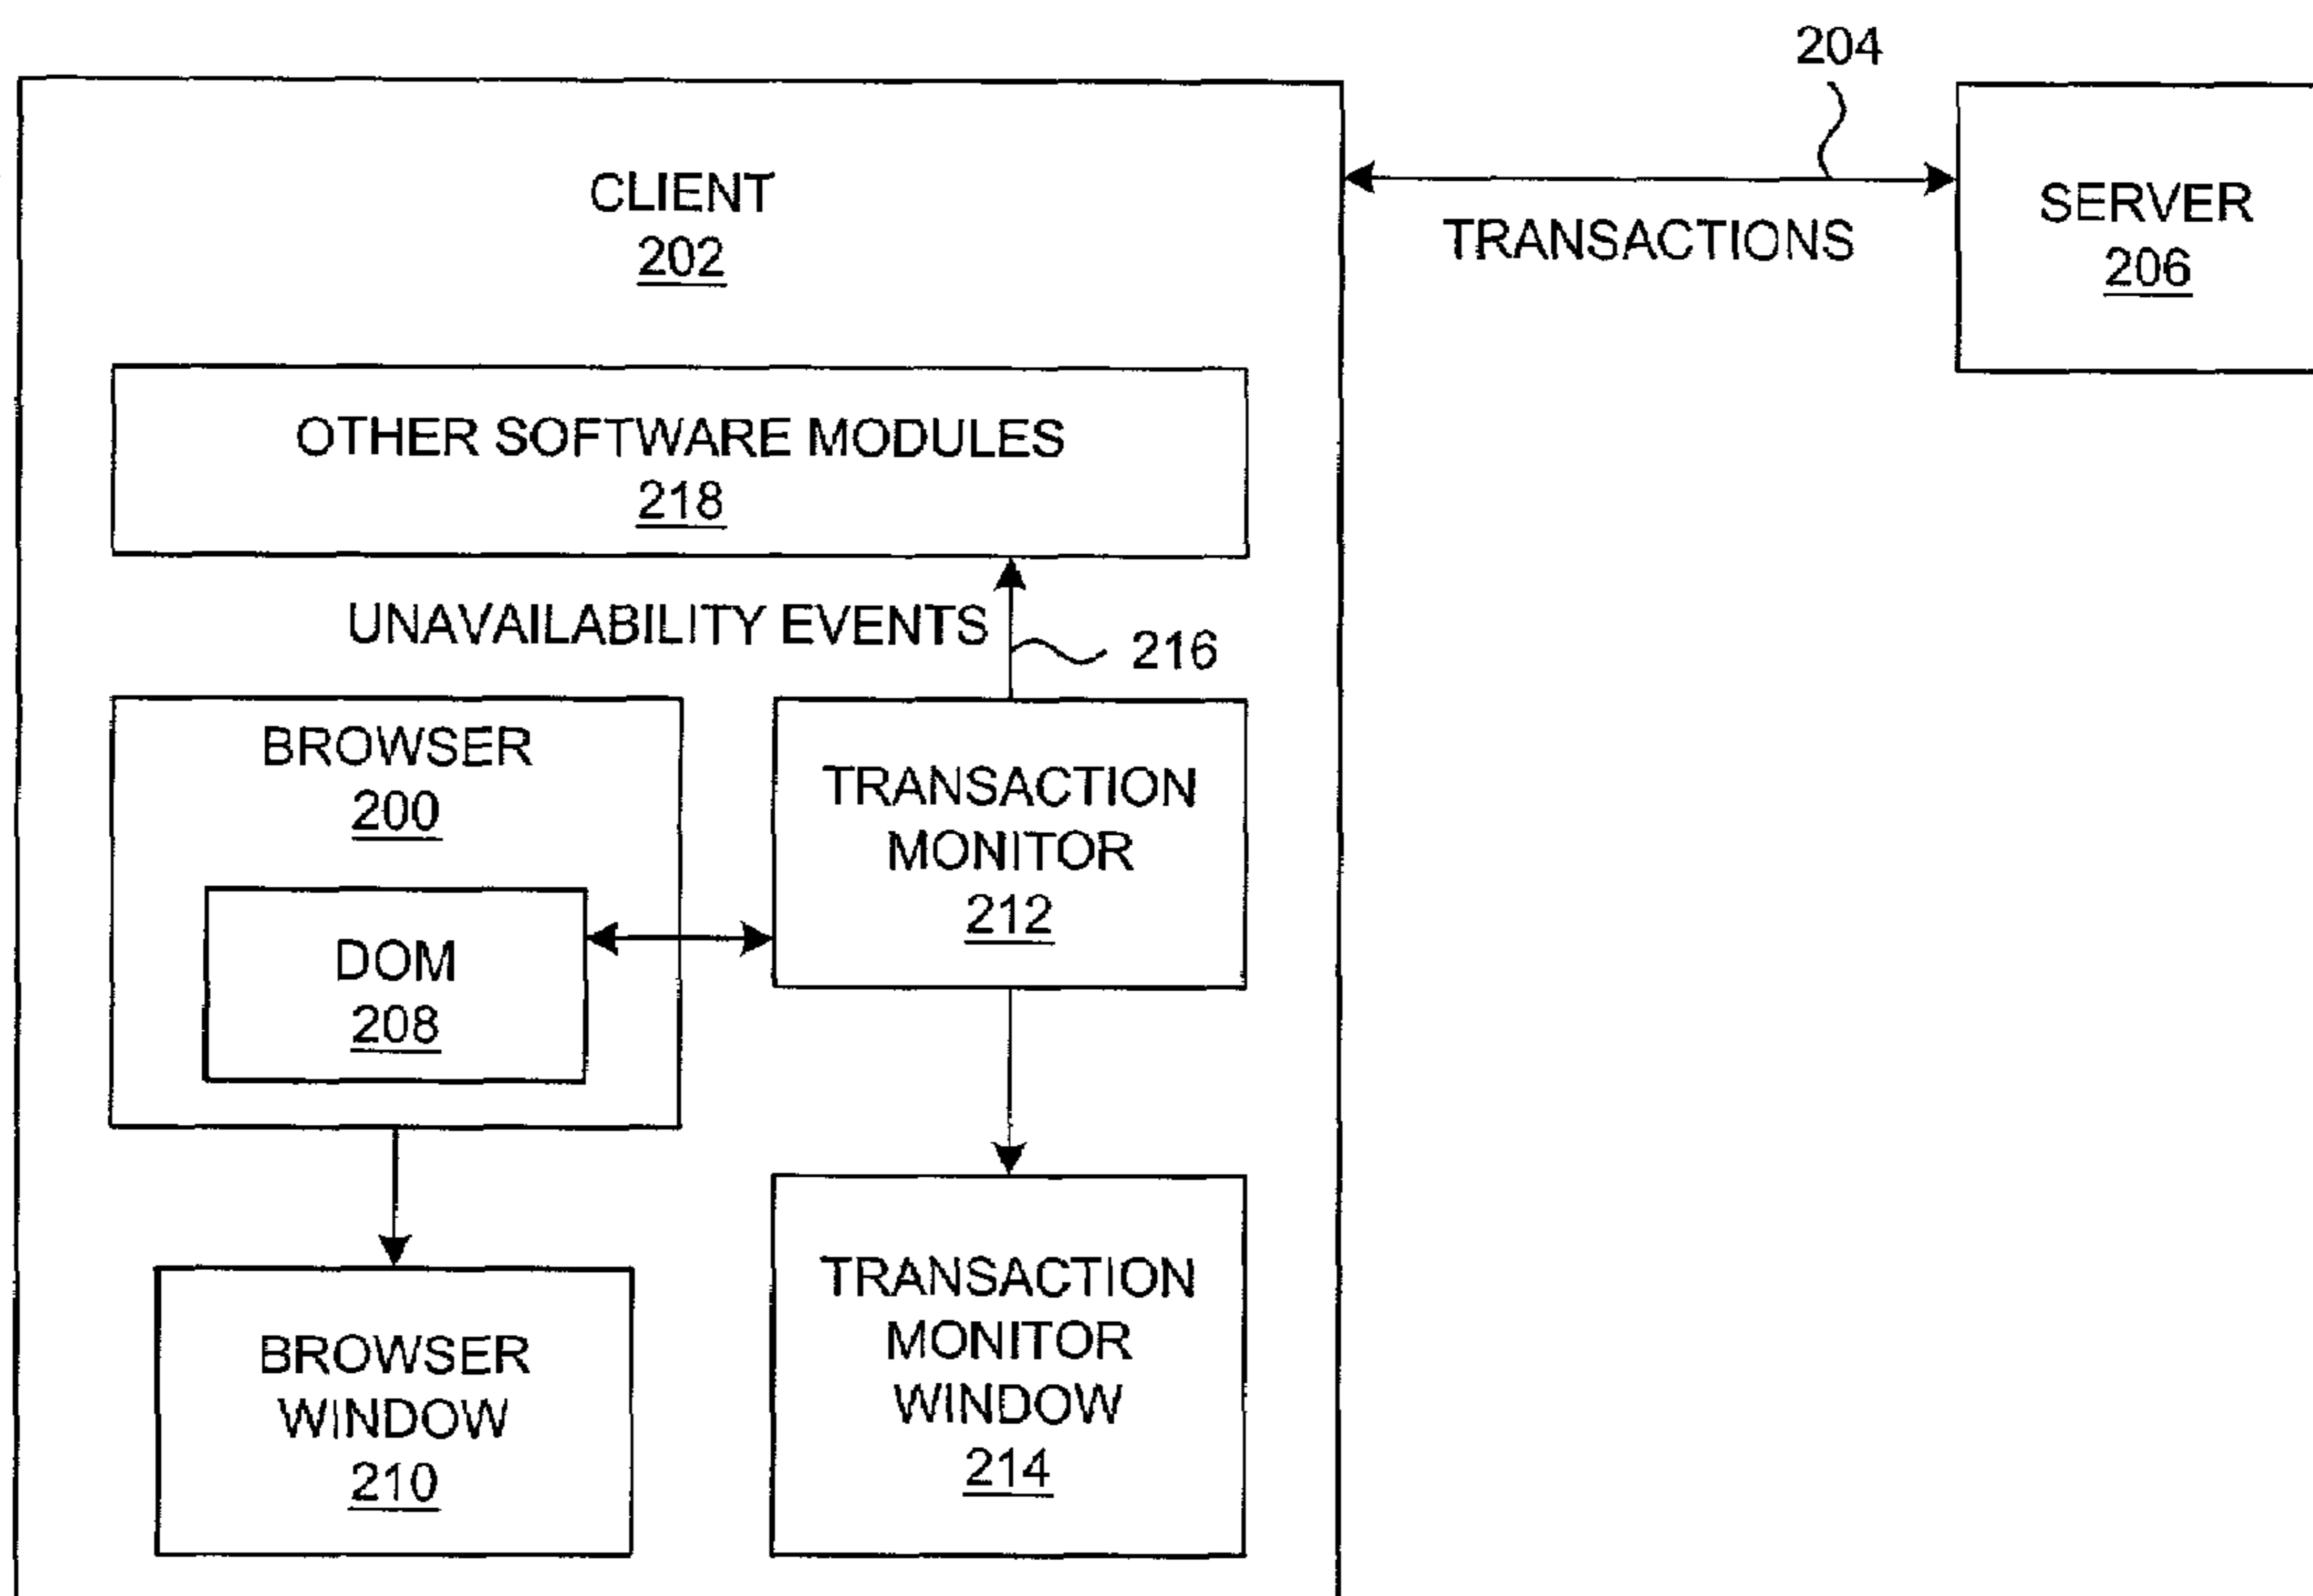 204
CLIENT
202
TRANSACTIONS
SERVER
206
OTHER SOFTWARE MODULES
218
UNAVAILABILITY EVENTS
216
BROWSER
200
DOM
208
TRANSACTION
MONITOR
212
BROWSER
WINDOW
210
TRANSACTION
MONITOR
WINDOW
214